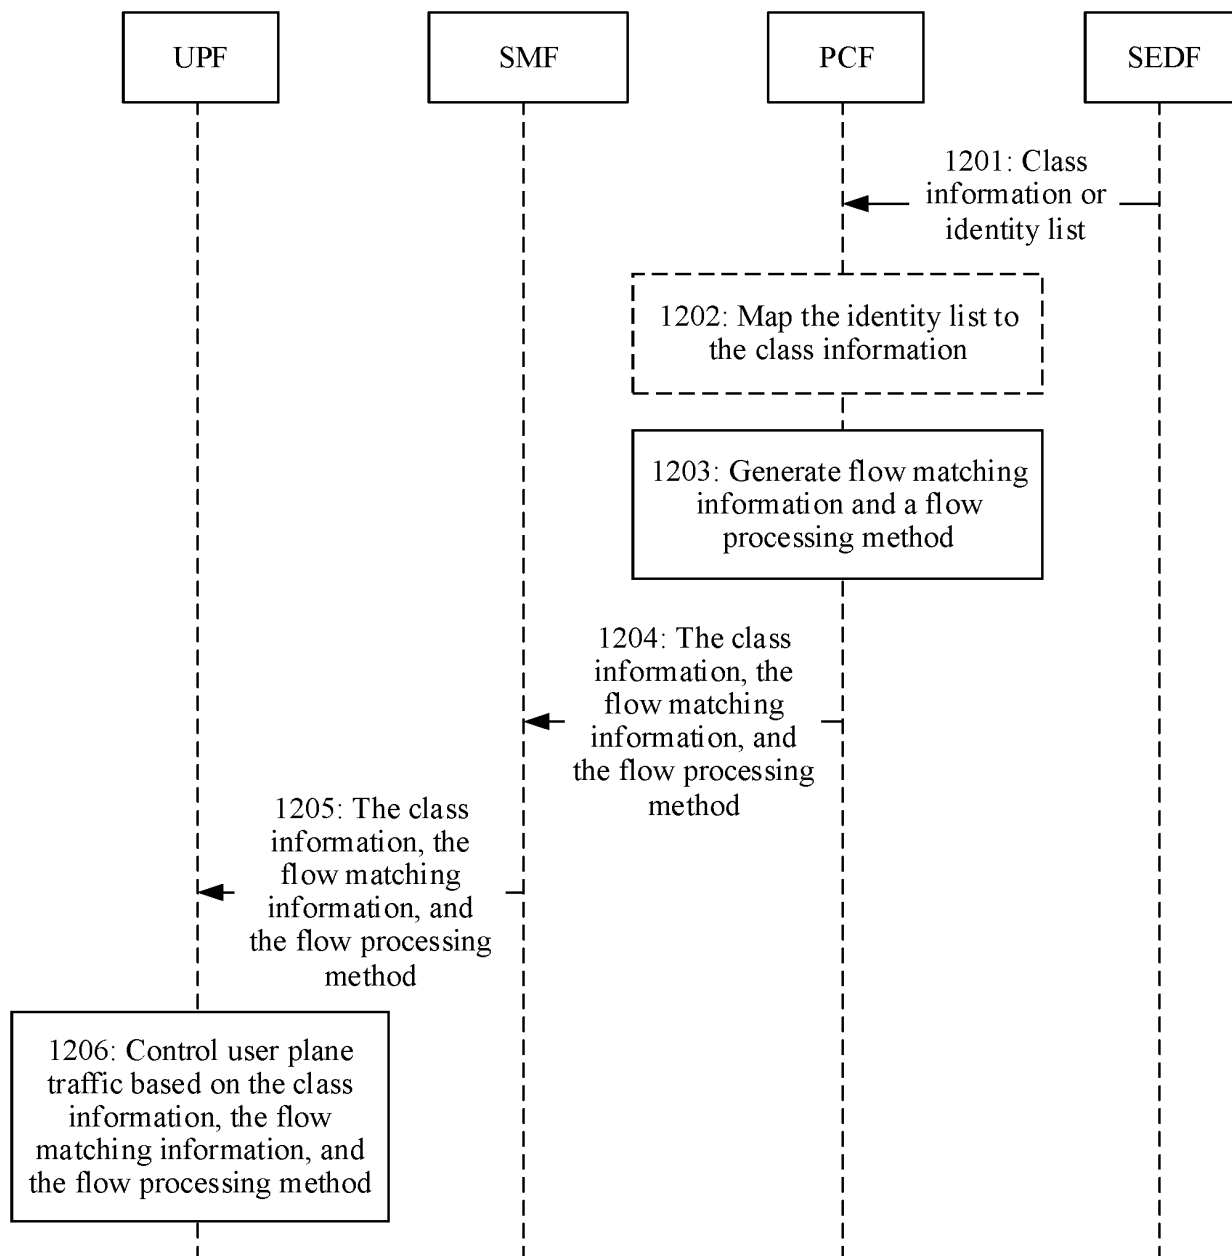 UPF
SMF
PCF
SEDF
1201: Class
information or
identity list
1202: Map the identity list to
the class information
1203: Generate flow matching
information and a flow
processing method
1204: The class
information, the
flow matching
information, and
the flow processing
method
1205: The class
information, the
flow matching
information, and
the flow processing
method
1206: Control user plane
traffic based on the class
information, the flow
matching information, and
the flow processing method